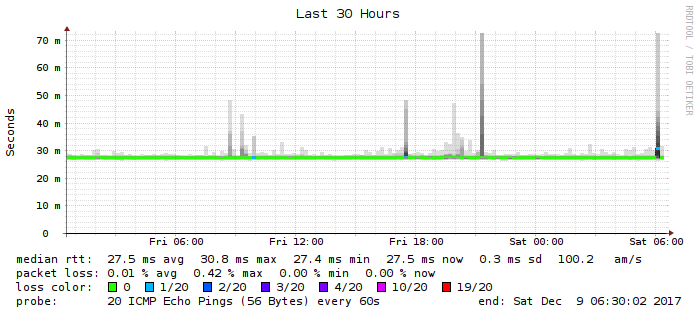 Last 30 Hours
RRDTOOL / TOBI OETIKER
Seconds
70 m
60 m
50 m
40 m
30 m
20 m
10 m
0
Fri 06:00 Fri 12:00 Fri 18:00 Sat 00:00 Sat 06:00
median rtt: 27.5 ms avg 30.8 ms max 27.4 ms min 27.5 ms now 0.3 ms sd 100.2 am/s
packet loss: 0.01 % avg 0.42 % max 0.00 % min 0.00 % now
loss color: 0 1/20 2/20 3/20 4/20 10/20 19/20
probe: 20 ICMP Echo Pings (56 Bytes) every 60s end: Sat Dec 9 06:30:02 2017